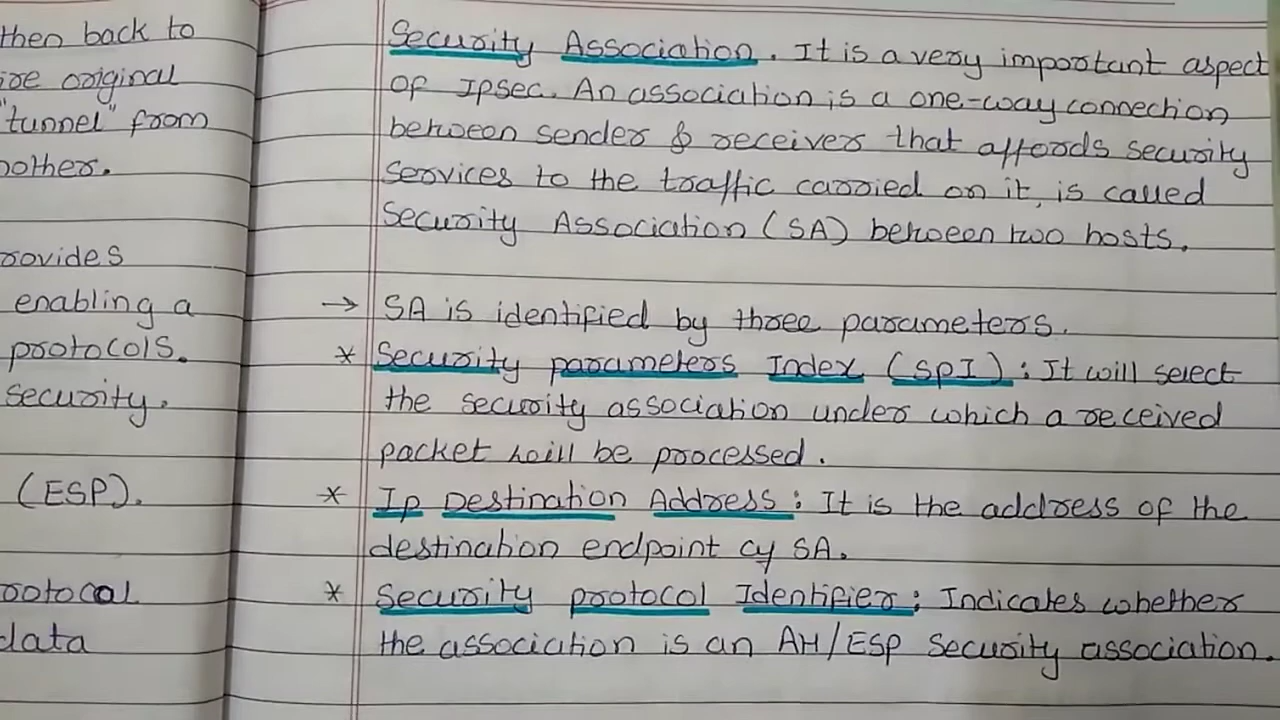 then back to
ire original
"tunnel" from
nother.
rovides
enabling a
protocols.
security.
(ESP).
rotocol
data
Security Association. It is a very important aspect
of Ipsec. An association is a one-way connection
between sender & receiver that affords security
services to the traffic carried on it, is called
Security Association (SA) between two hosts.
→ SA is identified by three parameters.
* Security parameters Index (SPI): It will select
the security association under which a received
packet will be processed.
* Ip Destination Address: It is the address of the
destination endpoint of SA.
* Security protocol Identifier: Indicates whether
the association is an AH/ESP Security association.